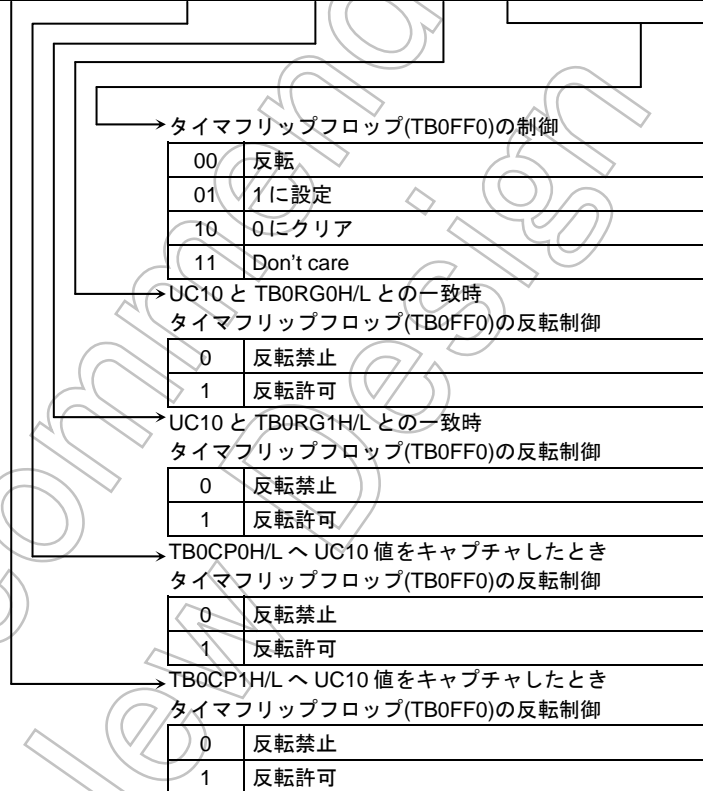 タイマフリップフロップ(TB0FF0)の制御
00 反転
01 1に設定
10 0にクリア
11 Don't care
UC10 と TB0RG0H/L との一致時
タイマフリップフロップ(TB0FF0)の反転制御
0 反転禁止
1 反転許可
UC10 と TB0RG1H/L との一致時
タイマフリップフロップ(TB0FF0)の反転制御
0 反転禁止
1 反転許可
TB0CP0H/L へ UC10 値をキャプチャしたとき
タイマフリップフロップ(TB0FF0)の反転制御
0 反転禁止
1 反転許可
TB0CP1H/L へ UC10 値をキャプチャしたとき
タイマフリップフロップ(TB0FF0)の反転制御
0 反転禁止
1 反転許可